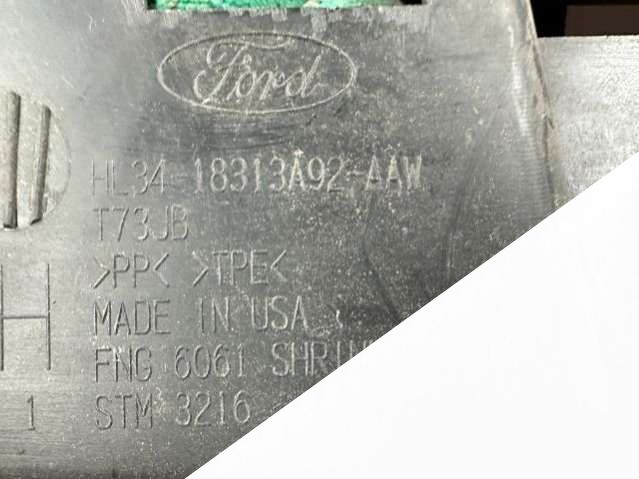 Ford
HL34-18313A92-AAW
T73JB
>PP< >TPE<
MADE IN USA
FNG 6061
H
1 STM 3216